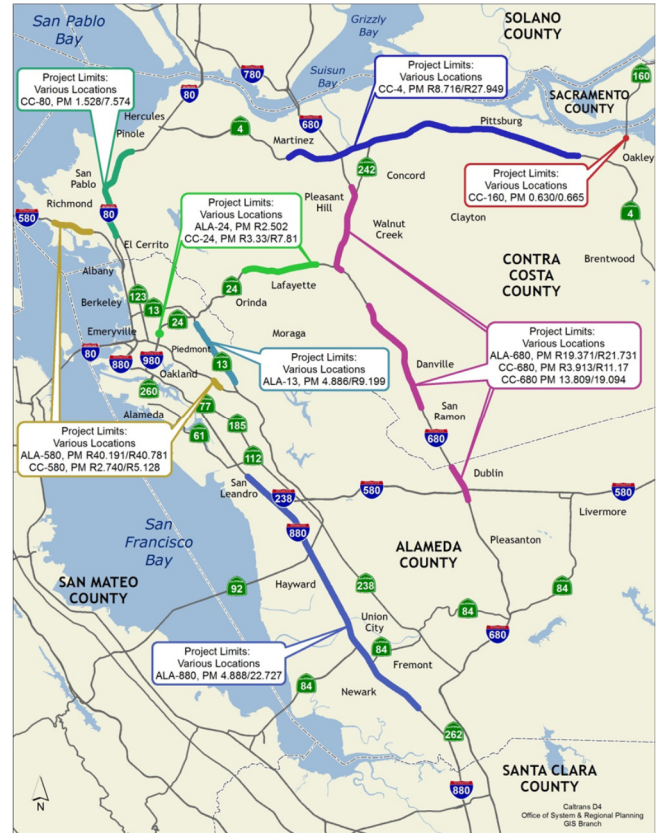 San Pablo
Bay
Grizzly
Bay
SOLANO
COUNTY
780
Suisun
Bay
160
SACRAMENTO
COUNTY
Project Limits:
Various Locations
CC-80, PM 1.528/7.574
80
680
Project Limits:
Various Locations
CC-4, PM R8.716/R27.949
Hercules
Pinole
4
Martinez
Pittsburg
Oakley
San
Pablo
242
Concord
Project Limits:
Various Locations
CC-160, PM 0.630/0.665
Richmond
580
80
Pleasant
Hill
Clayton
4
Project Limits:
Various Locations
ALA-24, PM R2.502
CC-24, PM R3.33/R7.81
Walnut
Creek
El Cerrito
Albany
Brentwood
CONTRA
COSTA
COUNTY
24
Lafayette
Orinda
Berkeley
123
13
24
Emeryville
Moraga
80
880
980
Piedmont
13
Oakland
260
Project Limits:
Various Locations
ALA-13, PM 4.886/R9.199
Project Limits:
Various Locations
ALA-680, PM R19.371/R21.731
CC-680, PM R3.913/R11.17
CC-680 PM 13.809/19.094
Danville
Alameda
77
61
185
112
San
Ramon
680
Project Limits:
Various Locations
ALA-580, PM R40.191/R40.781
CC-580, PM R2.740/R5.128
San
Leandro
238
580
Dublin
580
Livermore
880
San
Francisco
Bay
ALAMEDA
COUNTY
Pleasanton
SAN MATEO
COUNTY
92
Hayward
238
84
84
Union
City
680
Project Limits:
Various Locations
ALA-880, PM 4.888/22.727
84
Fremont
84
Newark
262
SANTA CLARA
COUNTY
880
N
Caltrans D4
Office of System & Regional Planning
GIS Branch